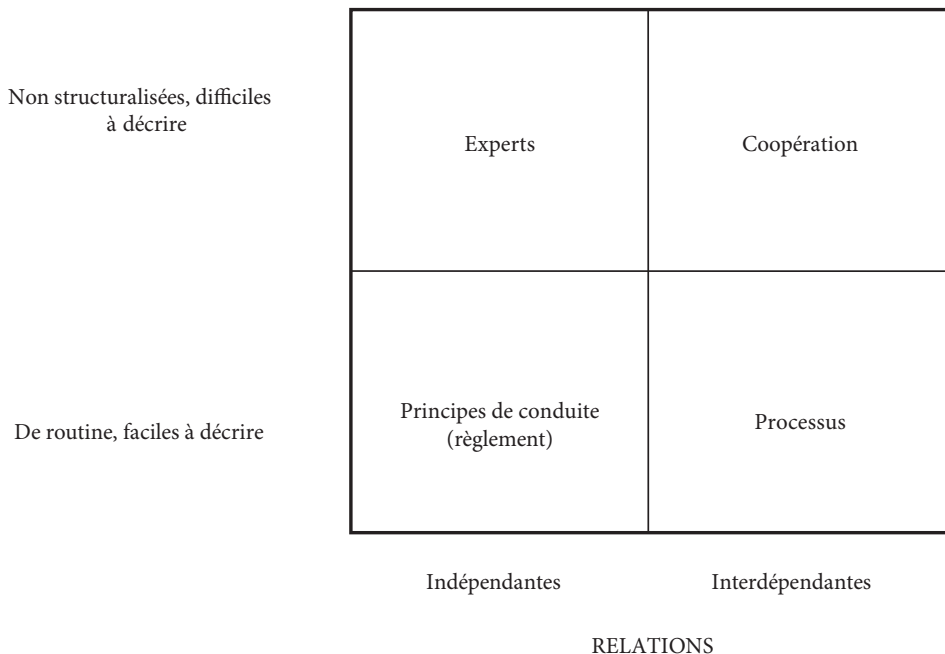 Non structuralisées, difficiles
à décrire
Experts
Coopération
De routine, faciles à décrire
Principes de conduite
(règlement)
Processus
Indépendantes
Interdépendantes
RELATIONS